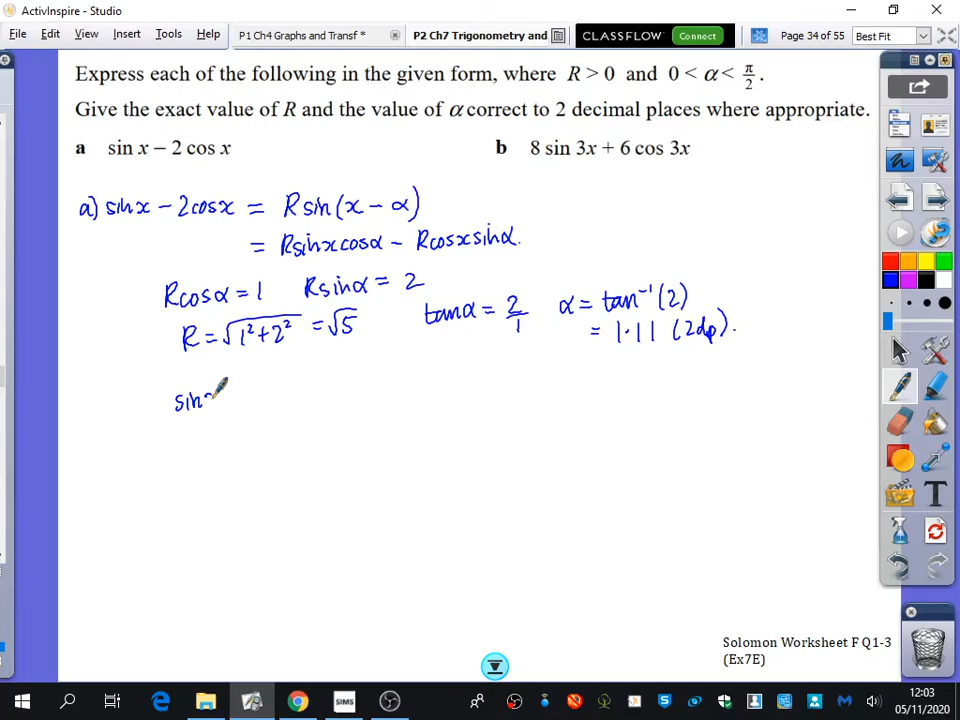 ActivInspire - Studio
File Edit View Insert Tools Help P1 Ch4 Graphs and Transf * P2 Ch7 Trigonometry and CLASSFLOW Connect Page 34 of 55 Best Fit
Express each of the following in the given form, where R > 0 and 0 < α < π/2.
Give the exact value of R and the value of α correct to 2 decimal places where appropriate.
a sin x − 2 cos x b 8 sin 3x + 6 cos 3x
a) sinx − 2cosx = Rsin(x − α)
= Rsinxcosα − Rcosxsinα.
Rcosα = 1 Rsinα = 2
R = √(1² + 2²) = √5 tanα = 2/1 α = tan⁻¹(2)
= 1.11 (2dp).
sin
Solomon Worksheet F Q1-3
(Ex7E)
T
SIMS
12:03
05/11/2020